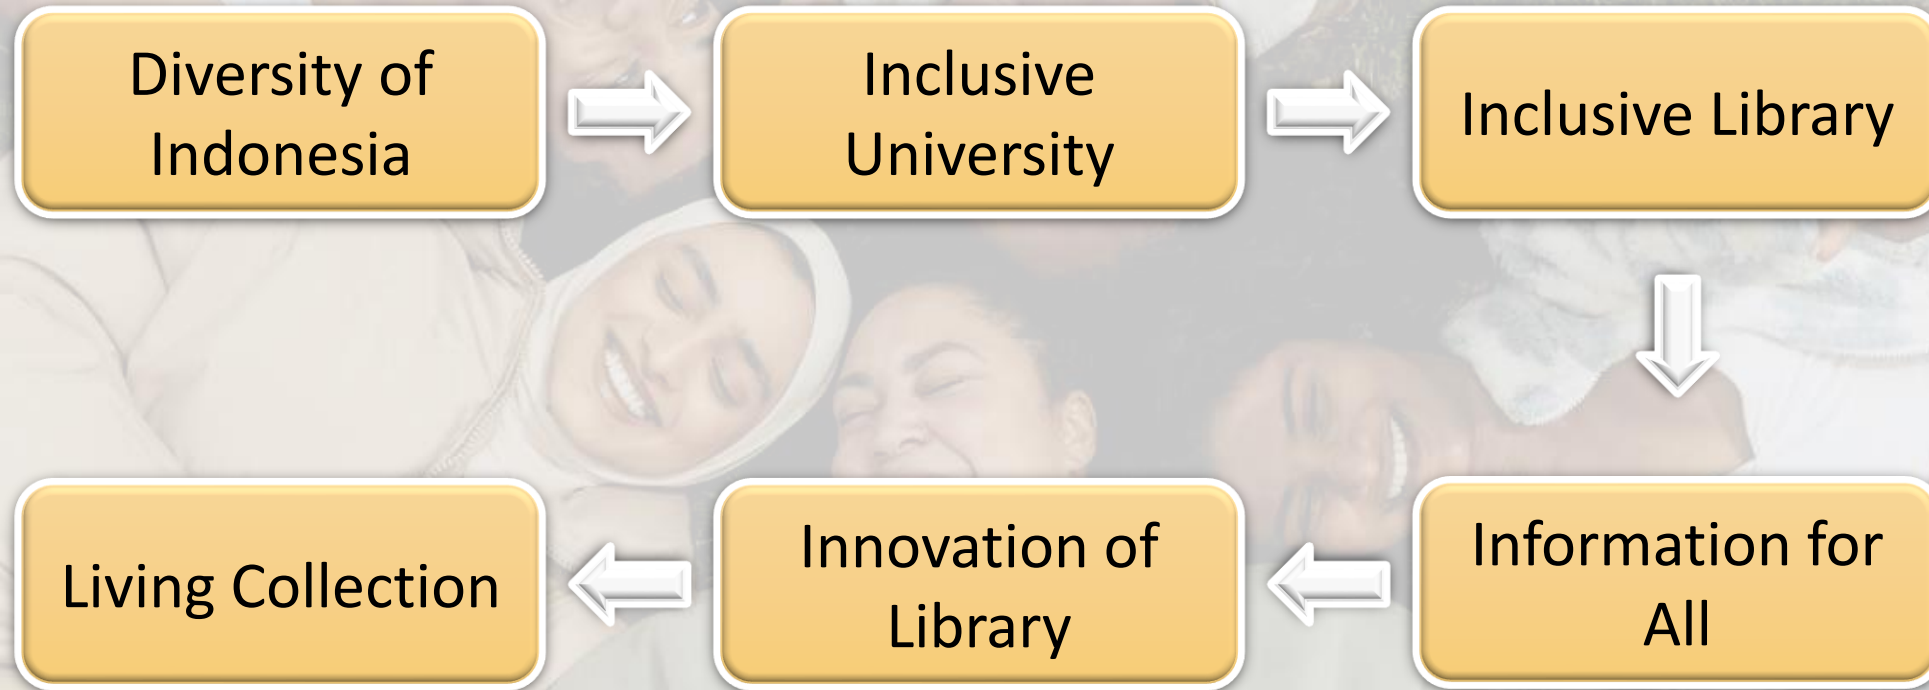 Diversity of
Indonesia
Inclusive
University
Inclusive Library
Information for
All
Innovation of
Library
Living Collection